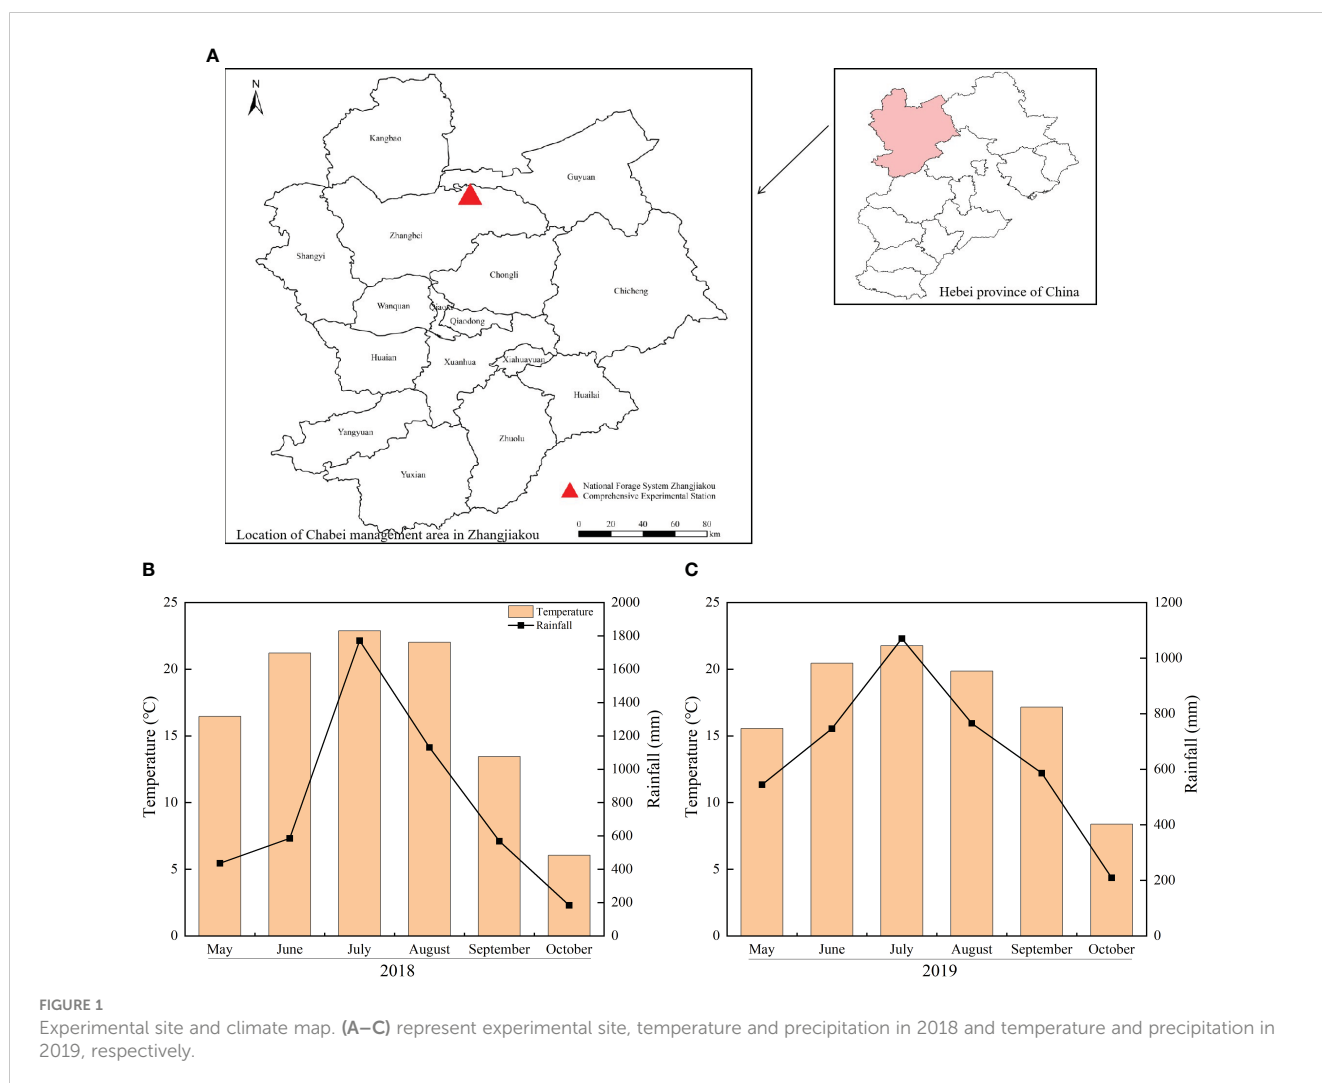 A
N
Kangbao
Guyuan
Zhangbei
Shangyi
Chongli
Chicheng
Wanquan
Qiaodong
Huaian
Xuanhua
Xiahuayuan
Huailai
Yangyuan
Zhuolu
Yuxian
National Forage System Zhangjiakou
Comprehensive Experimental Station
0 20 40 60 80
km
Location of Chabei management area in Zhangjiakou
Hebei province of China
B
Temperature (°C)
25
20
15
10
5
0
Temperature
Rainfall
2000
1800
1600
1400
1200
1000
800
600
400
200
0
Rainfall (mm)
May June July August September October
2018
C
Temperature (°C)
25
20
15
10
5
0
1200
1000
800
600
400
200
0
Rainfall (mm)
May June July August September October
2019
FIGURE 1
Experimental site and climate map. (A–C) represent experimental site, temperature and precipitation in 2018 and temperature and precipitation in
2019, respectively.